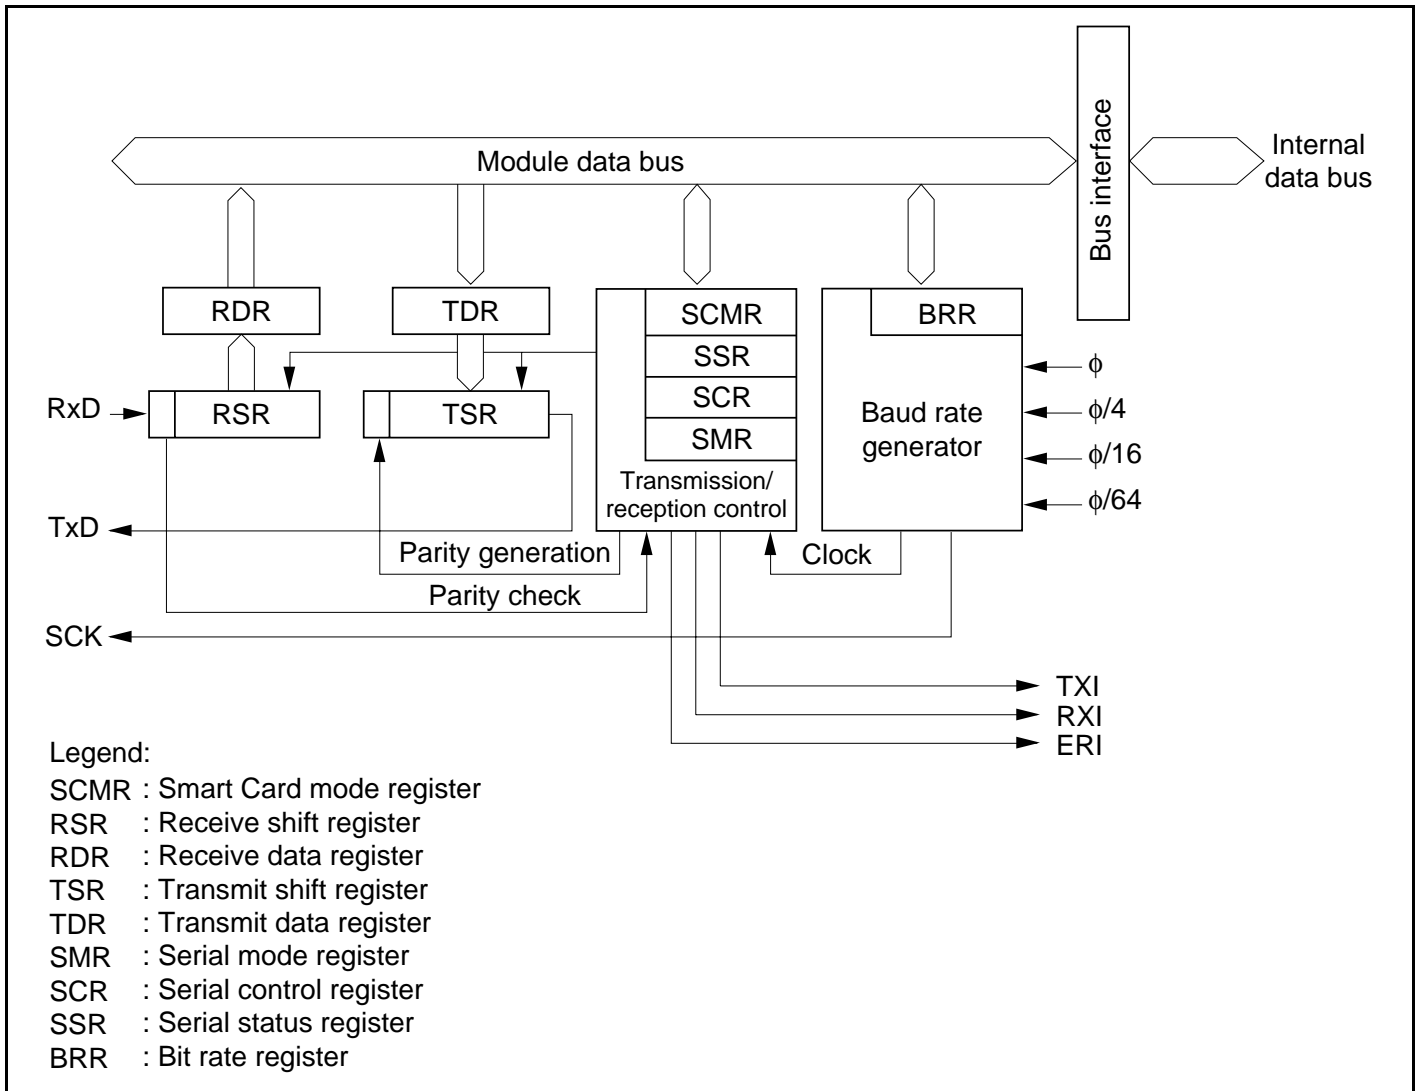 Module data bus
Bus interface
Internal
data bus
RDR
TDR
SCMR
BRR
SSR
SCR
SMR
RSR
TSR
RxD
Transmission/
reception control
Baud rate
generator
ϕ
ϕ/4
ϕ/16
ϕ/64
TxD
Parity generation
Clock
Parity check
SCK
TXI
RXI
ERI
Legend:
SCMR : Smart Card mode register
RSR : Receive shift register
RDR : Receive data register
TSR : Transmit shift register
TDR : Transmit data register
SMR : Serial mode register
SCR : Serial control register
SSR : Serial status register
BRR : Bit rate register